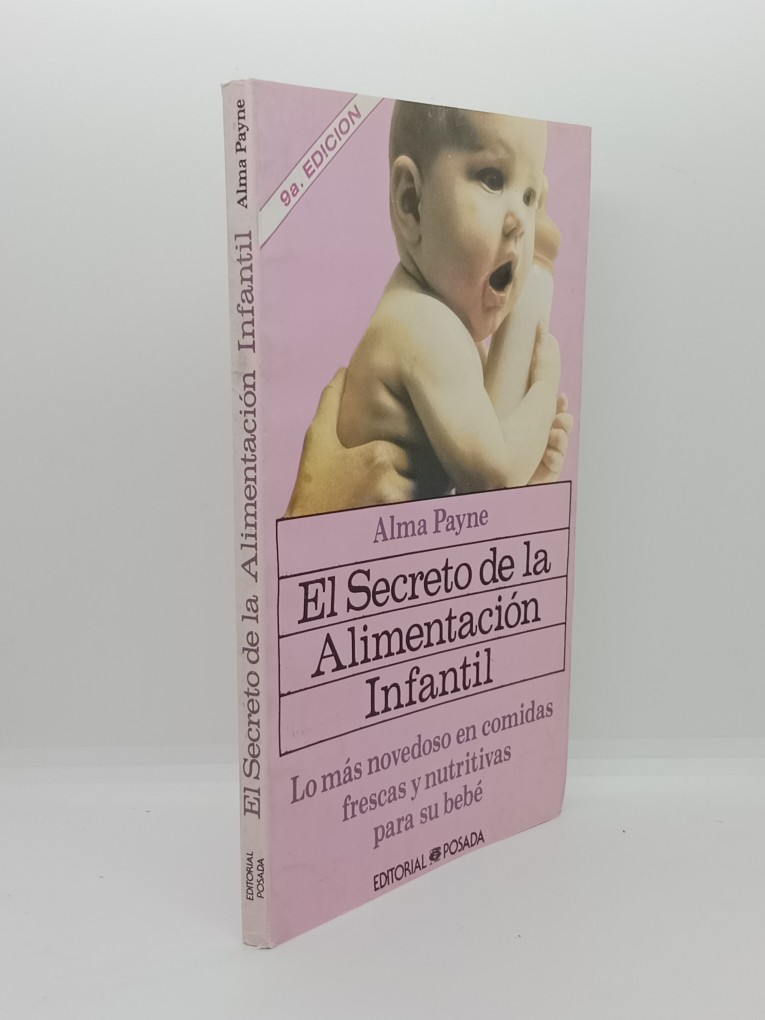 Alma Payne
El Secreto de la Alimentación Infantil
EDITORIAL
POSADA
9a. EDICION
Alma Payne
El Secreto de la
Alimentación
Infantil
Lo más novedoso en comidas
frescas y nutritivas
para su bebé
EDITORIAL POSADA